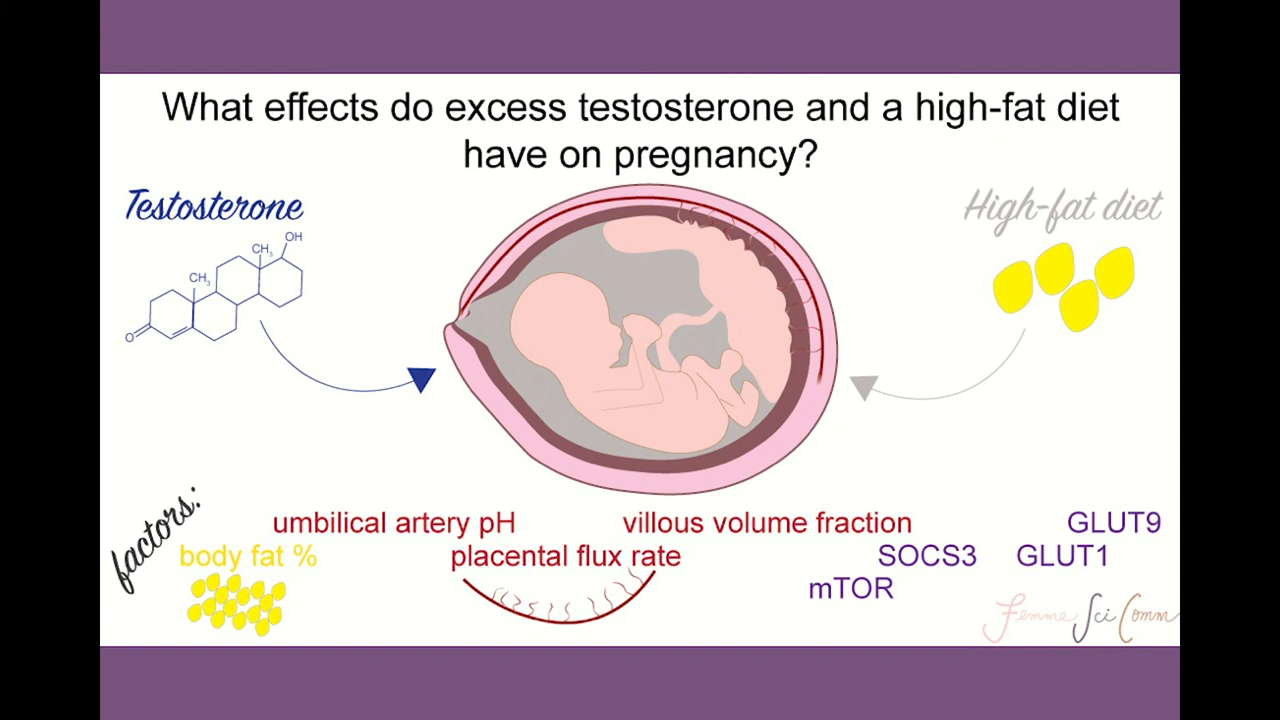 What effects do excess testosterone and a high-fat diet
have on pregnancy?
Testosterone
High-fat diet
OH
CH3
CH3
O
factors:
umbilical artery pH
villous volume fraction
GLUT9
body fat %
placental flux rate
SOCS3
GLUT1
mTOR
Femme Sci Comm